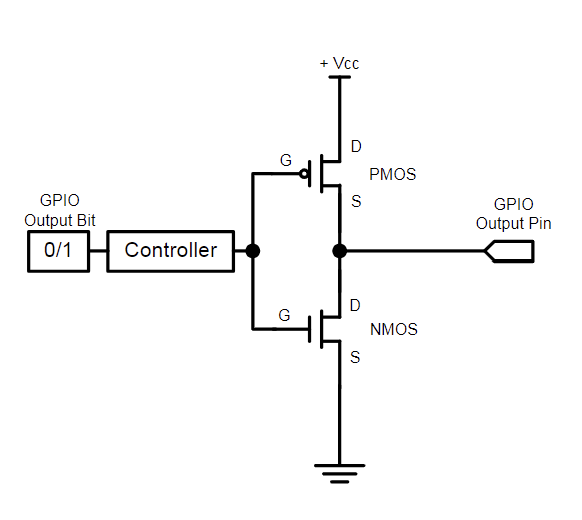 + Vcc
D
G
PMOS
S
GPIO
Output Bit
0/1
Controller
GPIO
Output Pin
D
G
NMOS
S